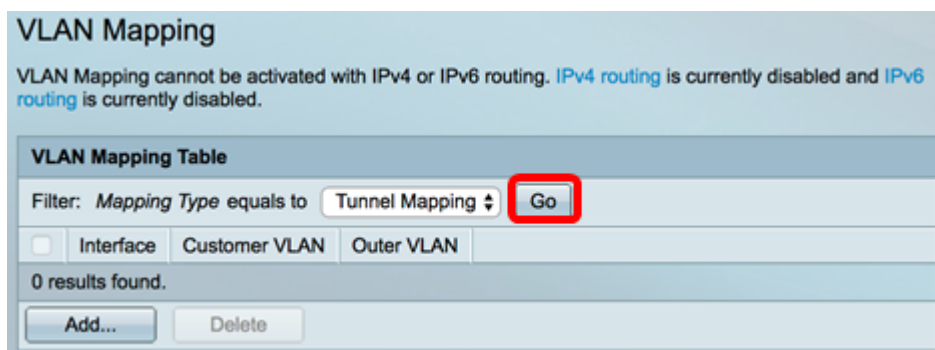 VLAN Mapping
VLAN Mapping cannot be activated with IPv4 or IPv6 routing. IPv4 routing is currently disabled and IPv6
routing is currently disabled.
VLAN Mapping Table
Filter: Mapping Type equals to Tunnel Mapping Go
Interface Customer VLAN Outer VLAN
0 results found.
Add... Delete